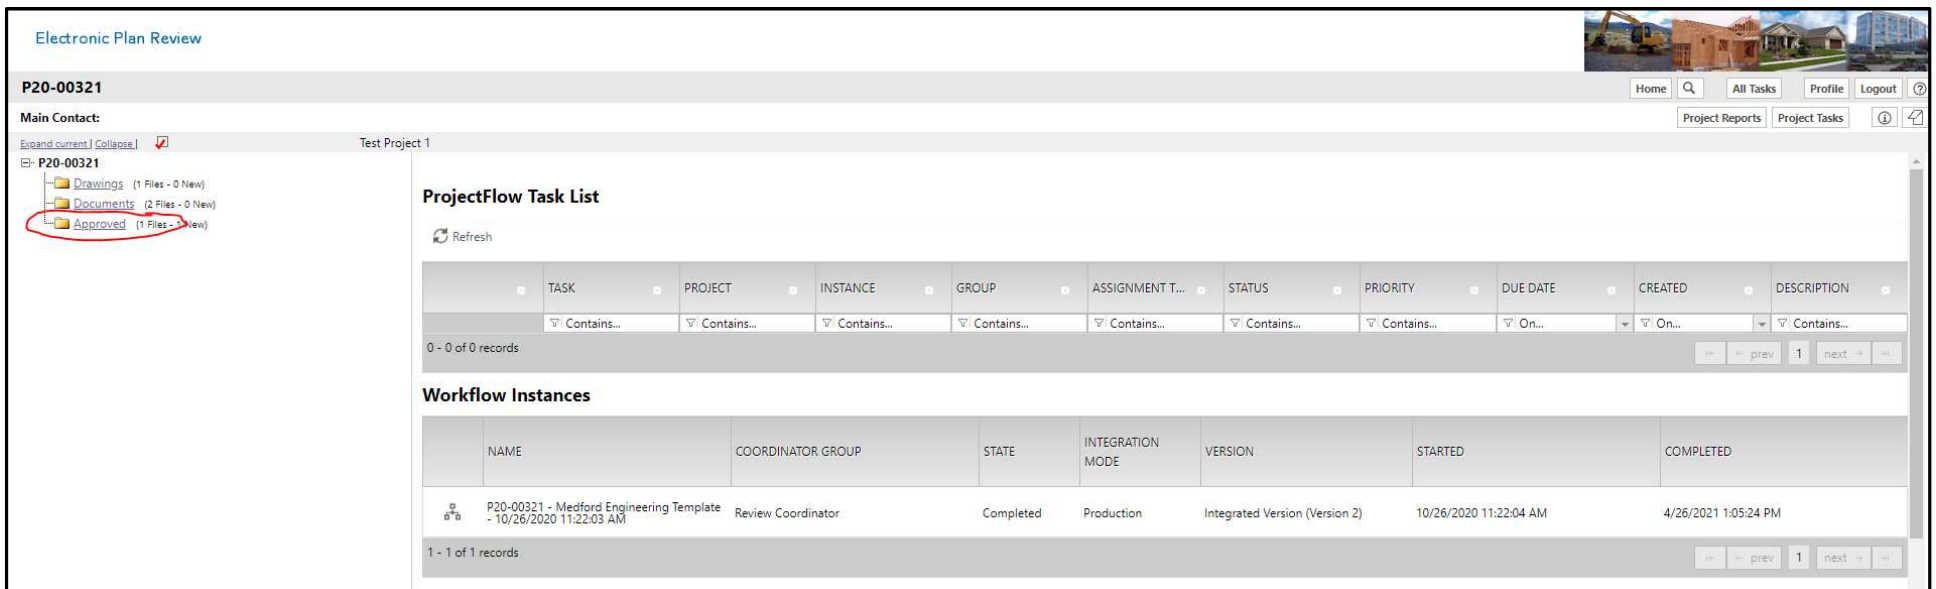 Electronic Plan Review
P20-00321
Home All Tasks Profile Logout
Main Contact:
Project Reports Project Tasks
Expand current | Collapse |
Test Project 1
P20-00321
Drawings (1 Files - 0 New)
Documents (2 Files - 0 New)
Approved (1 Files - 1 New)
ProjectFlow Task List
Refresh
TASK PROJECT INSTANCE GROUP ASSIGNMENT T... STATUS PRIORITY DUE DATE CREATED DESCRIPTION
Contains... Contains... Contains... Contains... Contains... Contains... Contains... On... On... Contains...
0 - 0 of 0 records
prev 1 next
Workflow Instances
NAME COORDINATOR GROUP STATE INTEGRATION MODE VERSION STARTED COMPLETED
P20-00321 - Medford Engineering Template
- 10/26/2020 11:22:03 AM
Review Coordinator Completed Production Integrated Version (Version 2) 10/26/2020 11:22:04 AM 4/26/2021 1:05:24 PM
1 - 1 of 1 records
prev 1 next